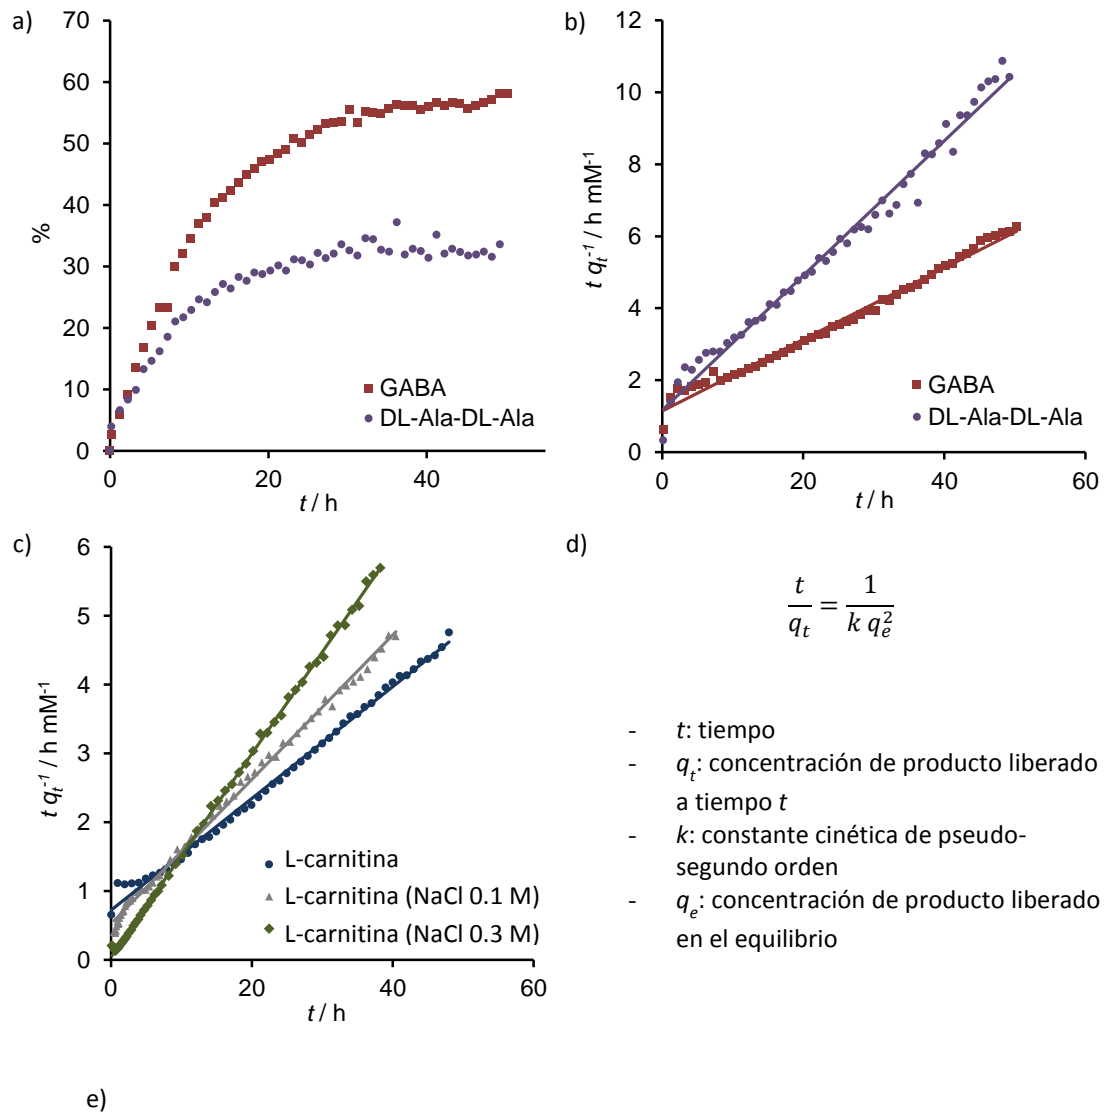 a)
70
60
50
40
30
20
10
0
%
GABA
DL-Ala-DL-Ala
0 20 40
t / h
b)
12
10
8
6
4
2
0
t qt-1 / h mM-1
GABA
DL-Ala-DL-Ala
0 20 40 60
t / h
c)
6
5
4
3
2
1
0
t qt-1 / h mM-1
L-carnitina
L-carnitina (NaCl 0.1 M)
L-carnitina (NaCl 0.3 M)
0 20 40 60
t / h
d)
t/qt = 1/(k qe2)
- t: tiempo
- qt: concentración de producto liberado
a tiempo t
- k: constante cinética de pseudo-
segundo orden
- qe: concentración de producto liberado
en el equilibrio
e)